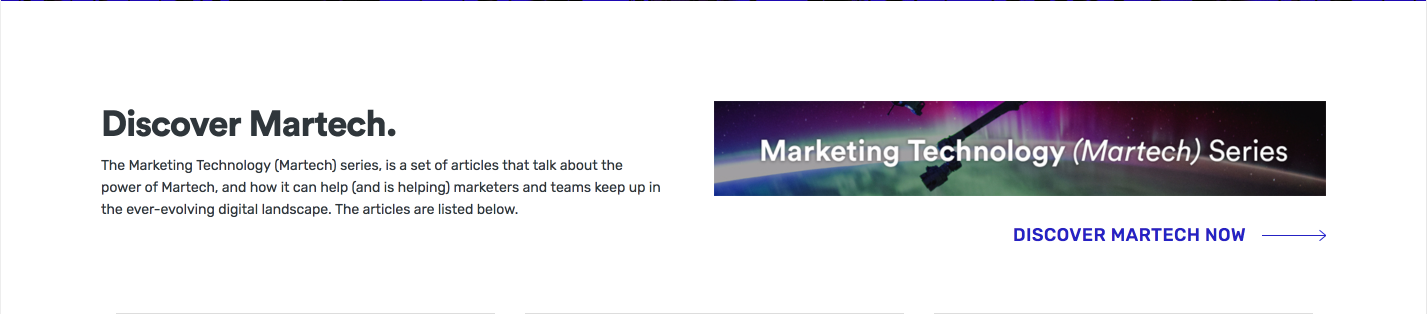 Discover Martech.
The Marketing Technology (Martech) series, is a set of articles that talk about the
power of Martech, and how it can help (and is helping) marketers and teams keep up in
the ever-evolving digital landscape. The articles are listed below.
Marketing Technology (Martech) Series
DISCOVER MARTECH NOW